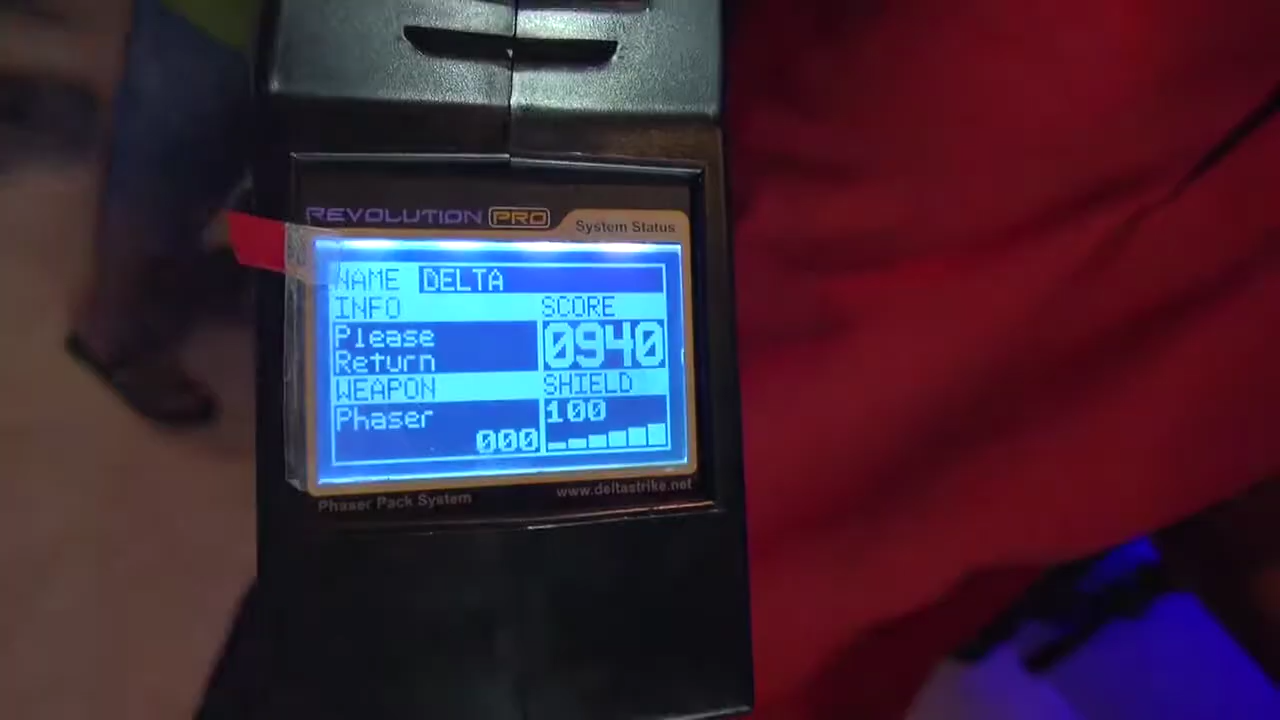 REVOLUTION PRO
System Status
NAME DELTA
INFO SCORE
Please
Return
0940
WEAPON SHIELD
Phaser 100
000
Phaser Pack System
www.deltastrike.net